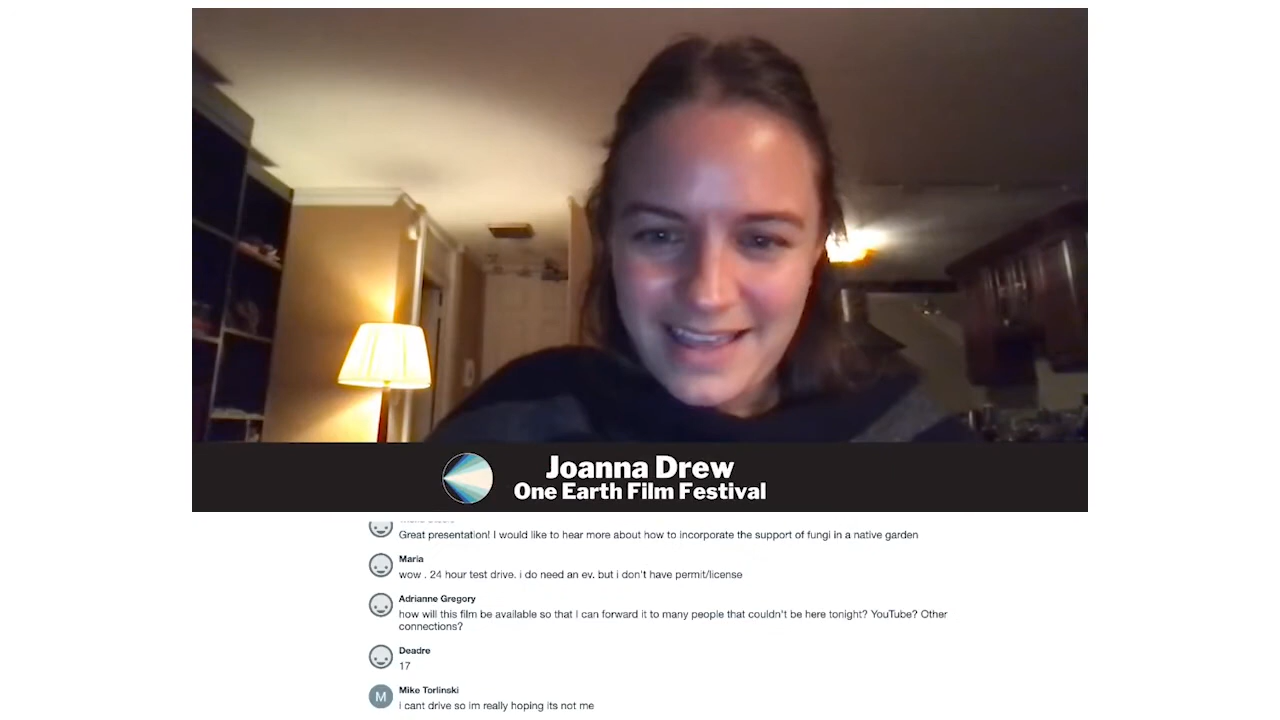 Joanna Drew
One Earth Film Festival
Great presentation! I would like to hear more about how to incorporate the support of fungi in a native garden
Maria
wow . 24 hour test drive. i do need an ev. but i don't have permit/license
Adrianne Gregory
how will this film be available so that I can forward it to many people that couldn't be here tonight? YouTube? Other
connections?
Deadre
17
M
Mike Torlinski
i cant drive so im really hoping its not me